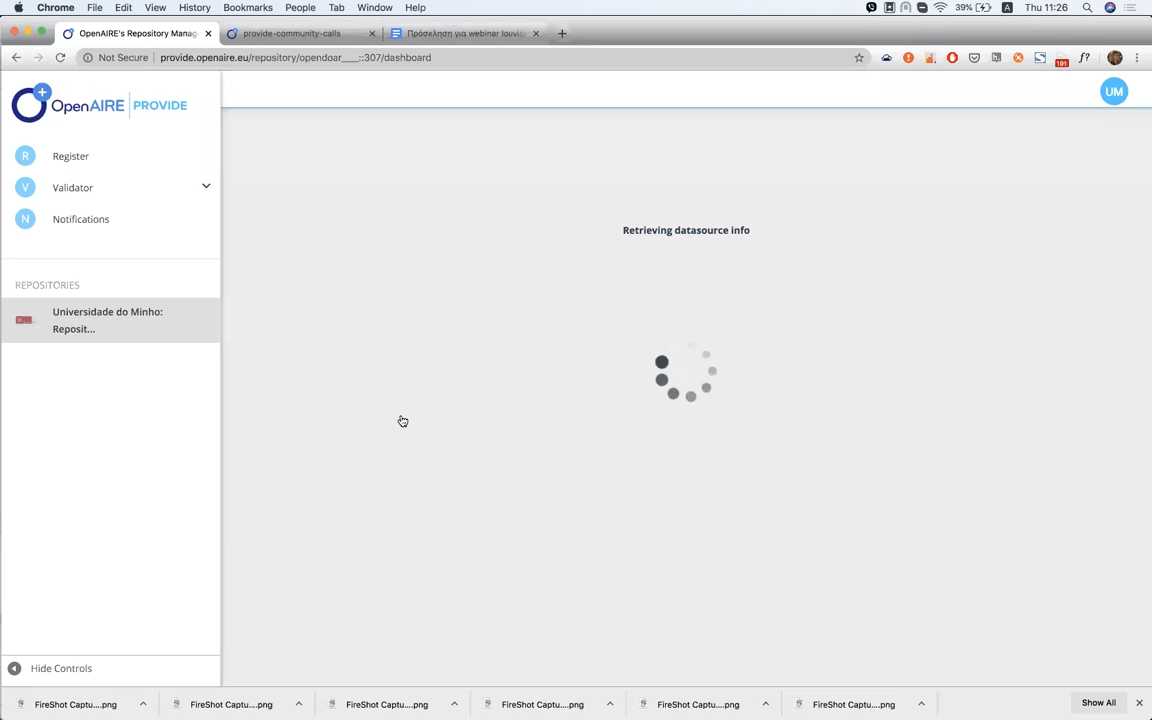 Chrome File Edit View History Bookmarks People Tab Window Help 39% A Thu 11:26
OpenAIRE's Repository Manag provide-community-calls Πρόσκληση για webinar Ιουνίο
Not Secure provide.openaire.eu/repository/opendoar____::307/dashboard 191 f?
OpenAIRE PROVIDE UM
R Register
V Validator
N Notifications
Retrieving datasource info
REPOSITORIES
Universidade do Minho:
Reposit...
Hide Controls
FireShot Captu....png FireShot Captu....png FireShot Captu....png FireShot Captu....png FireShot Captu....png FireShot Captu....png Show All